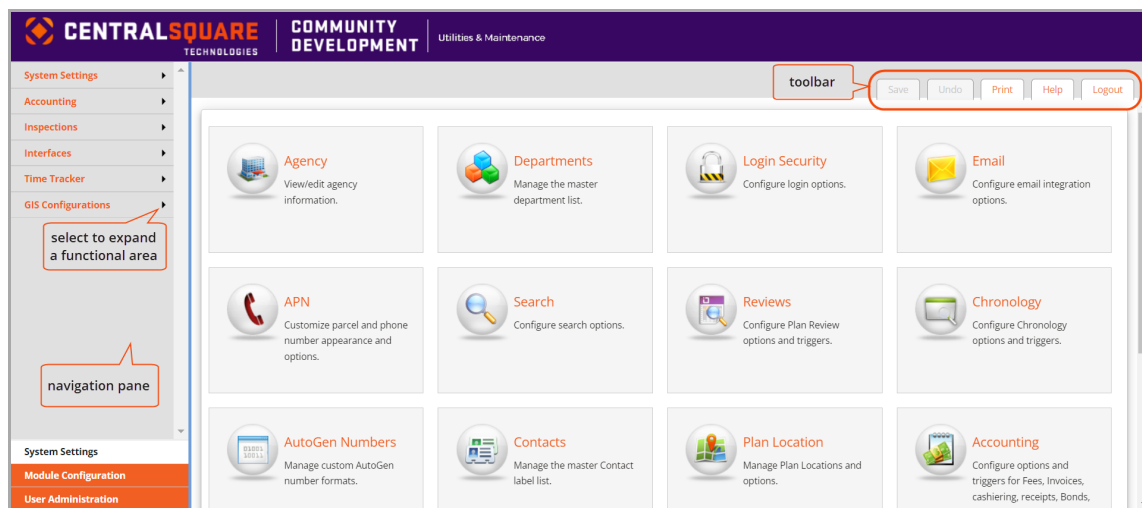 CENTRALSQUARE
TECHNOLOGIES
COMMUNITY
DEVELOPMENT
Utilities & Maintenance
System Settings
Accounting
Inspections
Interfaces
Time Tracker
GIS Configurations
select to expand
a functional area
navigation pane
System Settings
Module Configuration
User Administration
toolbar
Save
Undo
Print
Help
Logout
Agency
View/edit agency
information.
Departments
Manage the master
department list.
Login Security
Configure login options.
Email
Configure email integration
options.
APN
Customize parcel and phone
number appearance and
options.
Search
Configure search options.
Reviews
Configure Plan Review
options and triggers.
Chronology
Configure Chronology
options and triggers.
01001
10011
AutoGen Numbers
Manage custom AutoGen
number formats.
Contacts
Manage the master Contact
label list.
Plan Location
Manage Plan Locations and
options.
Accounting
Configure options and
triggers for Fees, Invoices,
cashiering, receipts, Bonds,